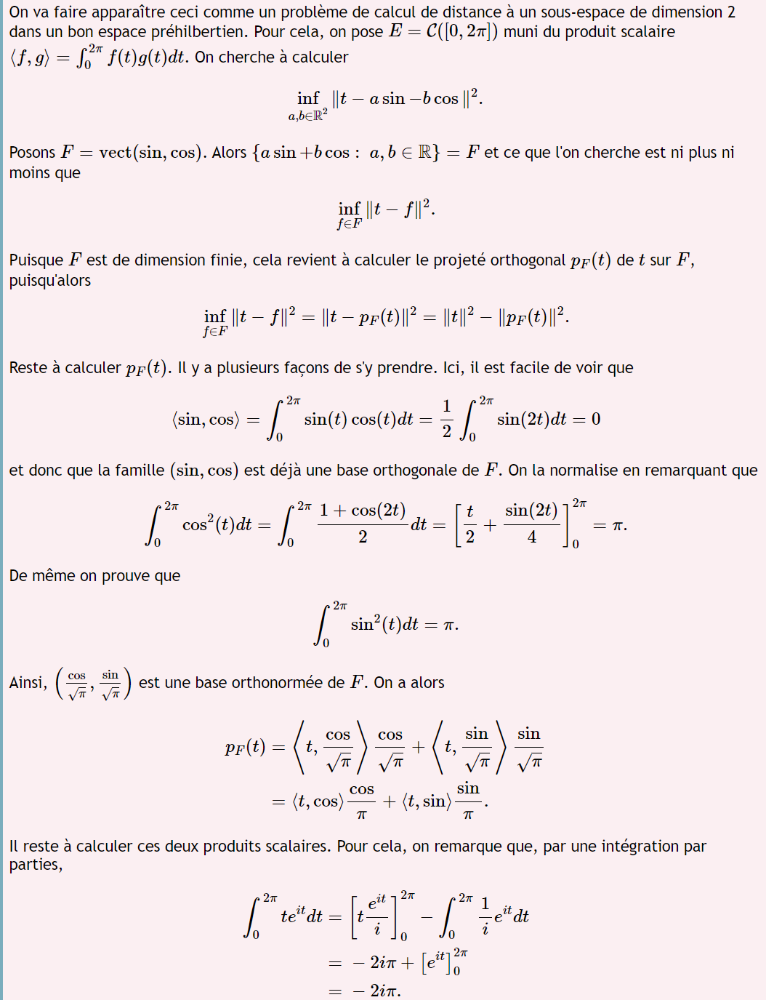 On va faire apparaître ceci comme un problème de calcul de distance à un sous-espace de dimension 2
dans un bon espace préhilbertien. Pour cela, on pose $E = \mathcal{C}([0, 2\pi])$ muni du produit scalaire
$\langle f, g \rangle = \int_0^{2\pi} f(t)g(t)dt$. On cherche à calculer
$$\inf_{a,b \in \mathbb{R}^2} \|t - a \sin -b \cos\|^2.$$
Posons $F = \text{vect}(\sin, \cos)$. Alors $\{a \sin +b \cos : \ a, b \in \mathbb{R}\} = F$ et ce que l'on cherche est ni plus ni
moins que
$$\inf_{f \in F} \|t - f\|^2.$$
Puisque $F$ est de dimension finie, cela revient à calculer le projeté orthogonal $p_F(t)$ de $t$ sur $F$,
puisqu'alors
$$\inf_{f \in F} \|t - f\|^2 = \|t - p_F(t)\|^2 = \|t\|^2 - \|p_F(t)\|^2.$$
Reste à calculer $p_F(t)$. Il y a plusieurs façons de s'y prendre. Ici, il est facile de voir que
$$\langle \sin, \cos \rangle = \int_0^{2\pi} \sin(t) \cos(t)dt = \frac{1}{2} \int_0^{2\pi} \sin(2t)dt = 0$$
et donc que la famille $(\sin, \cos)$ est déjà une base orthogonale de $F$. On la normalise en remarquant que
$$\int_0^{2\pi} \cos^2(t)dt = \int_0^{2\pi} \frac{1 + \cos(2t)}{2} dt = \left[ \frac{t}{2} + \frac{\sin(2t)}{4} \right]_0^{2\pi} = \pi.$$
De même on prouve que
$$\int_0^{2\pi} \sin^2(t)dt = \pi.$$
Ainsi, $\left( \frac{\cos}{\sqrt{\pi}}, \frac{\sin}{\sqrt{\pi}} \right)$ est une base orthonormée de $F$. On a alors
$$p_F(t) = \left\langle t, \frac{\cos}{\sqrt{\pi}} \right\rangle \frac{\cos}{\sqrt{\pi}} + \left\langle t, \frac{\sin}{\sqrt{\pi}} \right\rangle \frac{\sin}{\sqrt{\pi}}$$
$$= \langle t, \cos \rangle \frac{\cos}{\pi} + \langle t, \sin \rangle \frac{\sin}{\pi}.$$
Il reste à calculer ces deux produits scalaires. Pour cela, on remarque que, par une intégration par
parties,
$$\int_0^{2\pi} te^{it}dt = \left[ t \frac{e^{it}}{i} \right]_0^{2\pi} - \int_0^{2\pi} \frac{1}{i} e^{it}dt$$
$$= -2i\pi + \left[ e^{it} \right]_0^{2\pi}$$
$$= -2i\pi.$$